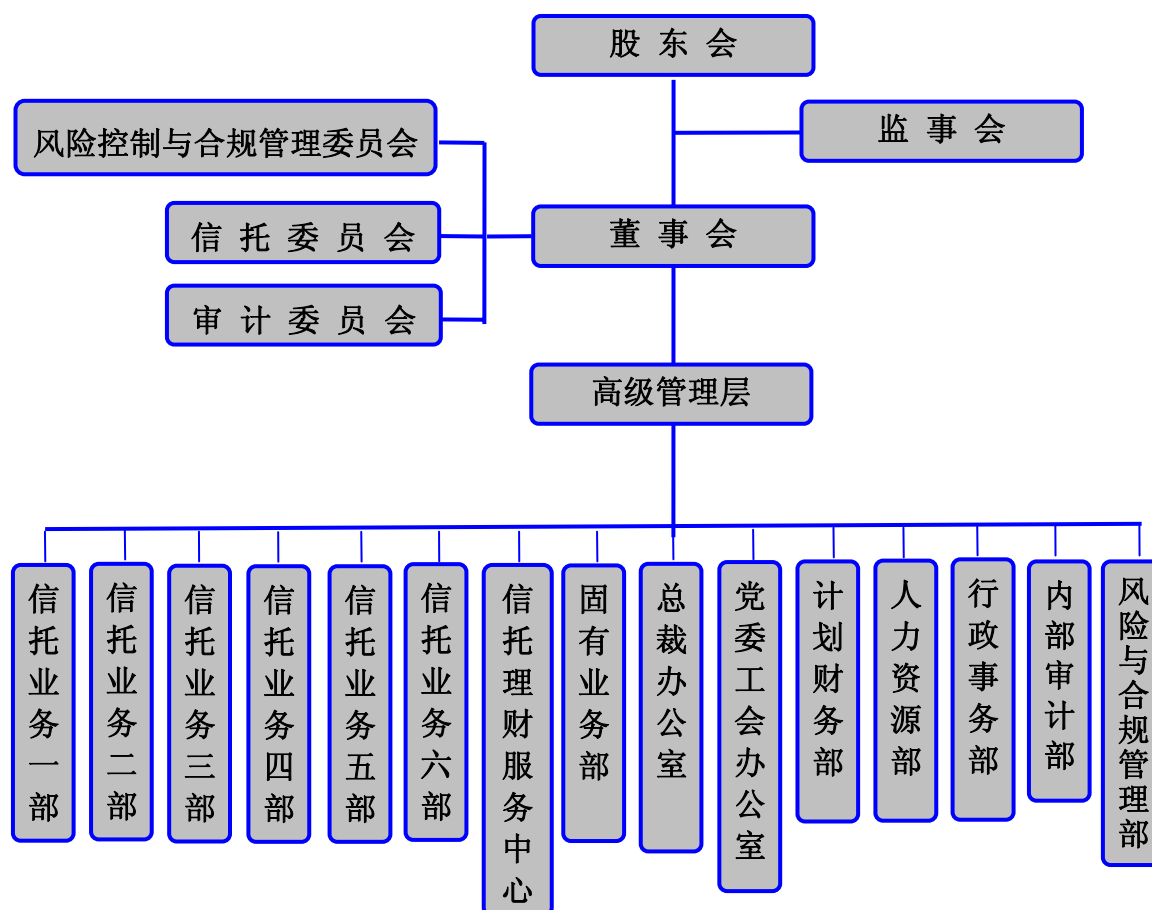 股 东 会
风险控制与合规管理委员会
监 事 会
信 托 委 员 会
董 事 会
审 计 委 员 会
高级管理层
信托业务一部
信托业务二部
信托业务三部
信托业务四部
信托业务五部
信托业务六部
信托理财服务中心
固有业务部
总裁办公室
党委工会办公室
计划财务部
人力资源部
行政事务部
内部审计部
风险与合规管理部